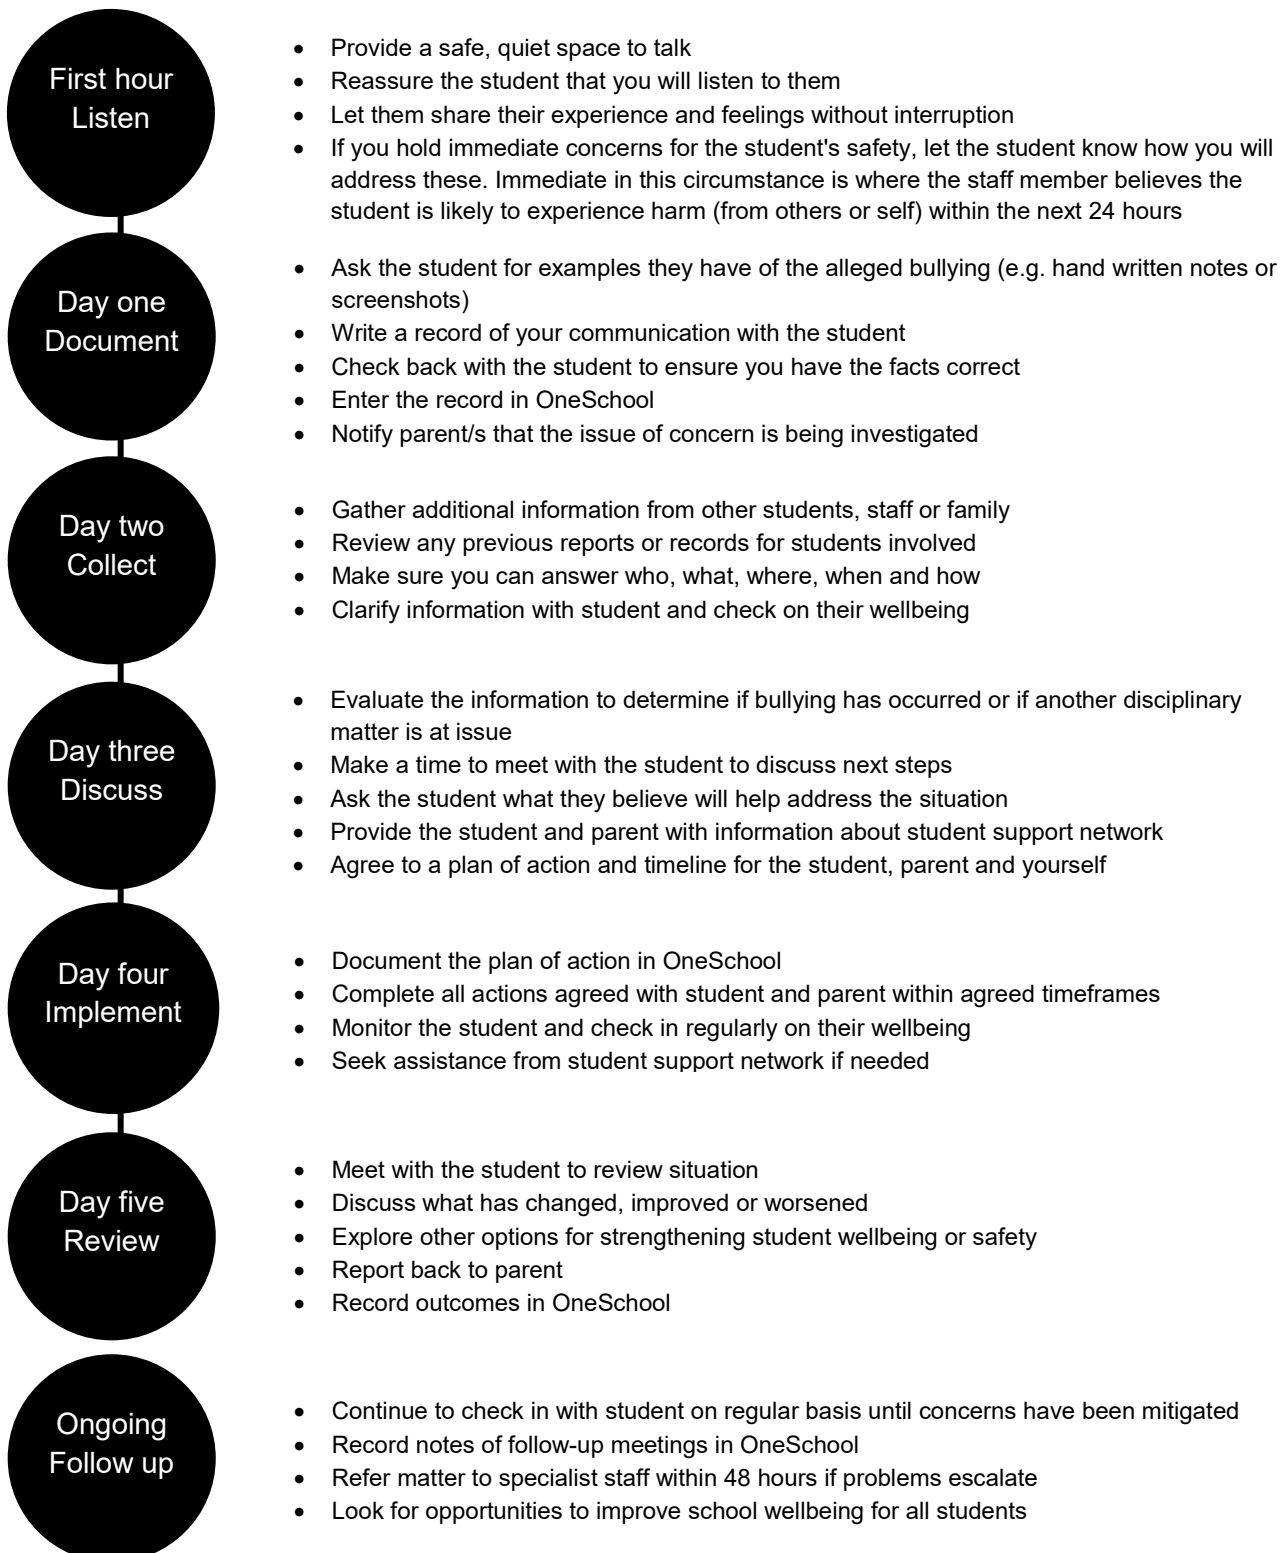 First hour
Listen
• Provide a safe, quiet space to talk
• Reassure the student that you will listen to them
• Let them share their experience and feelings without interruption
• If you hold immediate concerns for the student's safety, let the student know how you will
address these. Immediate in this circumstance is where the staff member believes the
student is likely to experience harm (from others or self) within the next 24 hours
Day one
Document
• Ask the student for examples they have of the alleged bullying (e.g. hand written notes or
screenshots)
• Write a record of your communication with the student
• Check back with the student to ensure you have the facts correct
• Enter the record in OneSchool
• Notify parent/s that the issue of concern is being investigated
Day two
Collect
• Gather additional information from other students, staff or family
• Review any previous reports or records for students involved
• Make sure you can answer who, what, where, when and how
• Clarify information with student and check on their wellbeing
Day three
Discuss
• Evaluate the information to determine if bullying has occurred or if another disciplinary
matter is at issue
• Make a time to meet with the student to discuss next steps
• Ask the student what they believe will help address the situation
• Provide the student and parent with information about student support network
• Agree to a plan of action and timeline for the student, parent and yourself
Day four
Implement
• Document the plan of action in OneSchool
• Complete all actions agreed with student and parent within agreed timeframes
• Monitor the student and check in regularly on their wellbeing
• Seek assistance from student support network if needed
Day five
Review
• Meet with the student to review situation
• Discuss what has changed, improved or worsened
• Explore other options for strengthening student wellbeing or safety
• Report back to parent
• Record outcomes in OneSchool
Ongoing
Follow up
• Continue to check in with student on regular basis until concerns have been mitigated
• Record notes of follow-up meetings in OneSchool
• Refer matter to specialist staff within 48 hours if problems escalate
• Look for opportunities to improve school wellbeing for all students